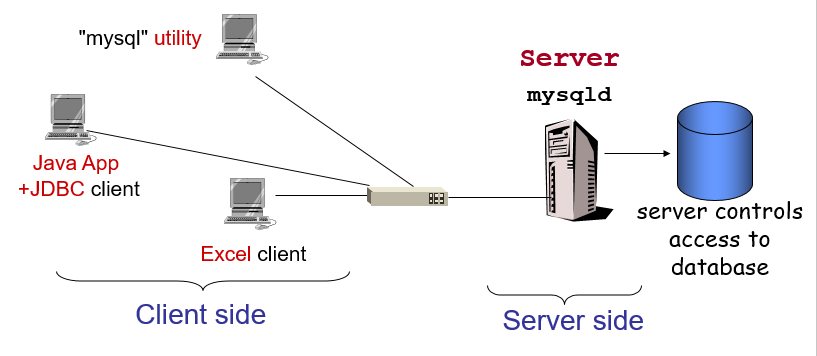 "mysql" utility
Server
mysqld
Java App
+JDBC client
server controls
access to
database
Excel client
Client side
Server side